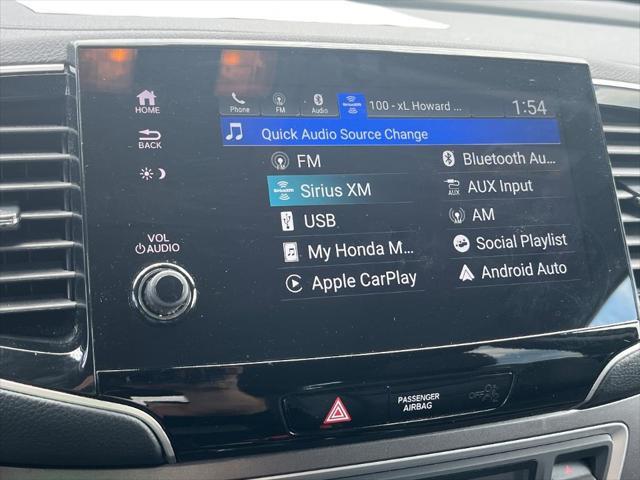 HOME
BACK
VOL
AUDIO
Phone FM Audio SiriusXM 100 - xL Howard ... 1:54
Quick Audio Source Change
FM
Bluetooth Au...
Sirius XM
AUX AUX Input
USB
AM
My Honda M...
Social Playlist
Apple CarPlay
Android Auto
PASSENGER
AIRBAG
OFF